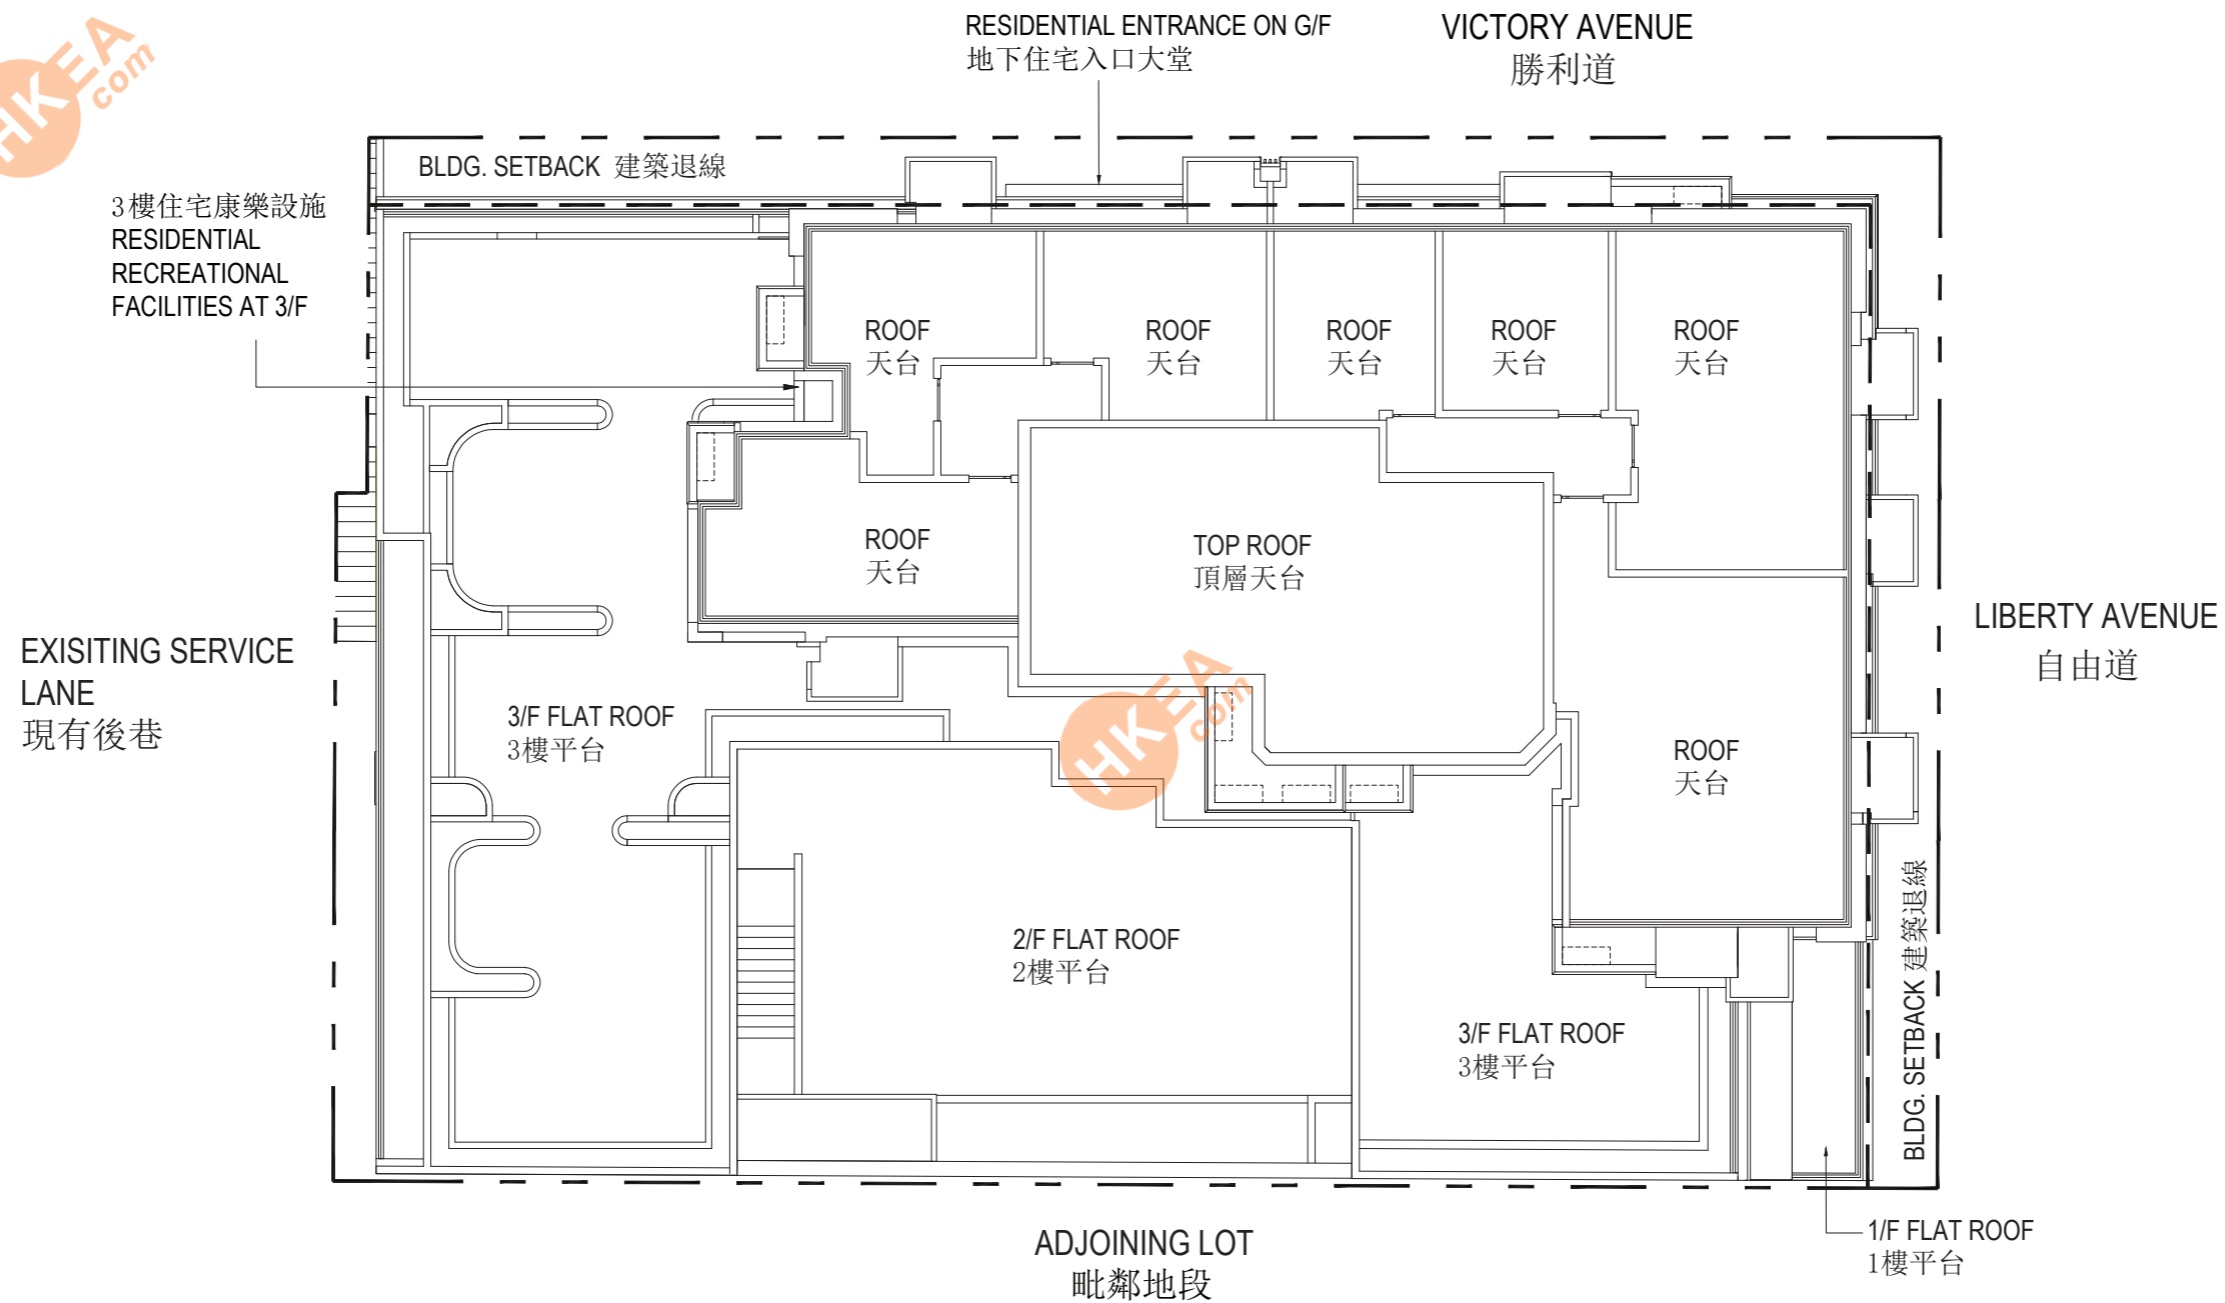 RESIDENTIAL ENTRANCE ON G/F
地下住宅入口大堂
VICTORY AVENUE
勝利道
HKEA
com
BLDG. SETBACK 建築退線
3樓住宅康樂設施
RESIDENTIAL
RECREATIONAL
FACILITIES AT 3/F
ROOF
天台
ROOF
天台
ROOF
天台
ROOF
天台
ROOF
天台
ROOF
天台
TOP ROOF
頂層天台
LIBERTY AVENUE
自由道
EXISITING SERVICE
LANE
現有後巷
3/F FLAT ROOF
3樓平台
HKEA
com
ROOF
天台
2/F FLAT ROOF
2樓平台
3/F FLAT ROOF
3樓平台
BLDG. SETBACK 建築退線
1/F FLAT ROOF
1樓平台
ADJOINING LOT
毗鄰地段